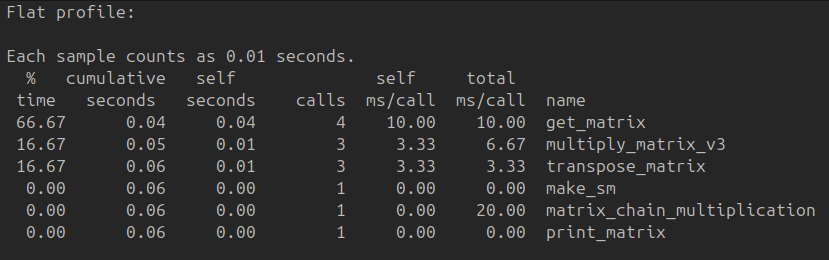 Flat profile:
Each sample counts as 0.01 seconds.
  %   cumulative   self              self     total
 time   seconds   seconds    calls  ms/call  ms/call  name
 66.67      0.04     0.04        4    10.00    10.00  get_matrix
 16.67      0.05     0.01        3     3.33     6.67  multiply_matrix_v3
 16.67      0.06     0.01        3     3.33     3.33  transpose_matrix
  0.00      0.06     0.00        1     0.00     0.00  make_sm
  0.00      0.06     0.00        1     0.00    20.00  matrix_chain_multiplication
  0.00      0.06     0.00        1     0.00     0.00  print_matrix